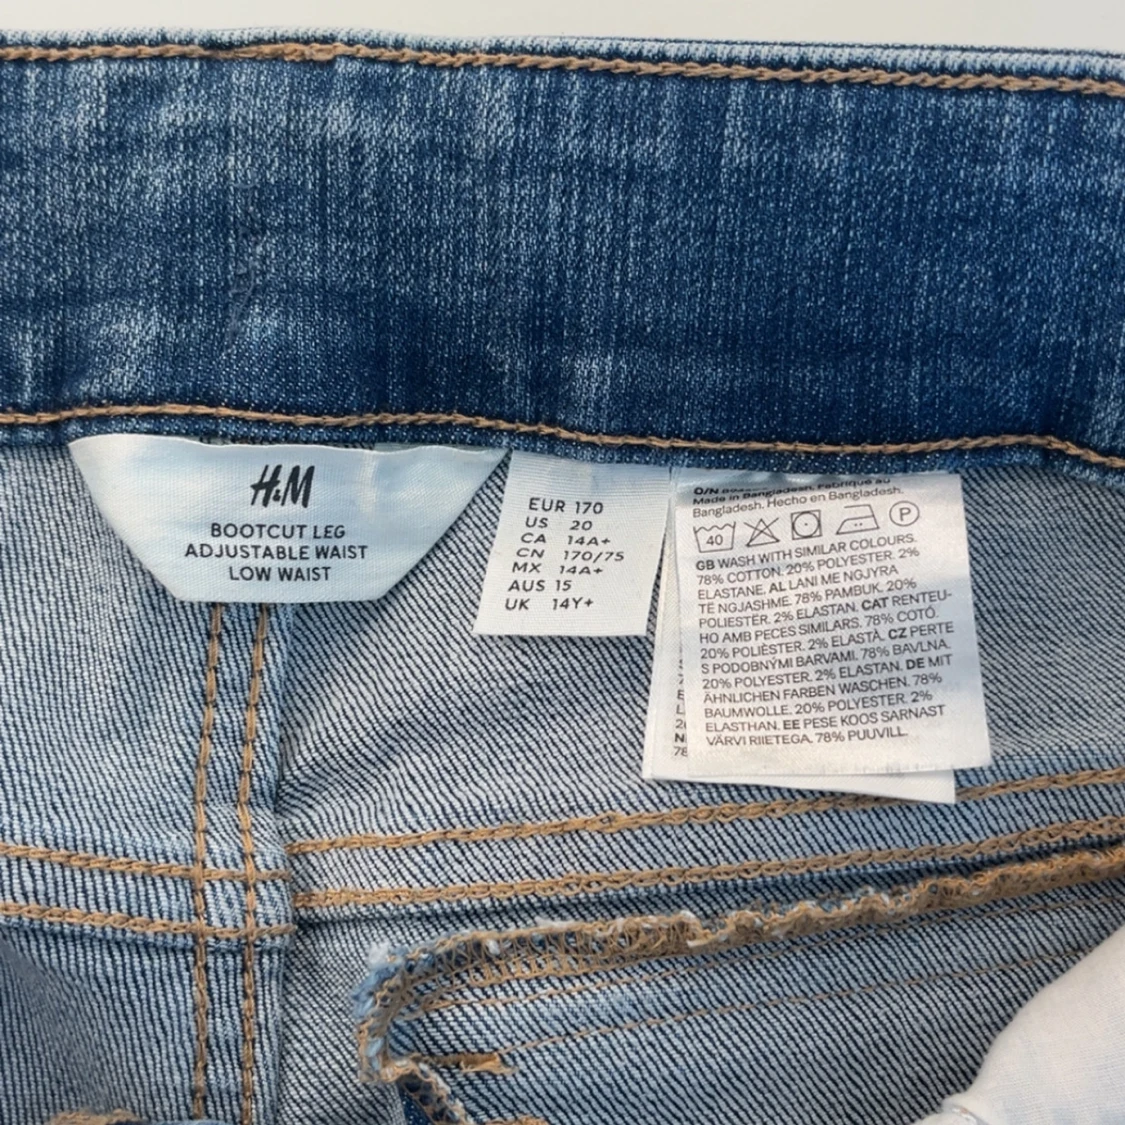 H&M
BOOTCUT LEG
ADJUSTABLE WAIST
LOW WAIST
EUR 170
US 20
CA 14A+
CN 170/75
MX 14A+
AUS 15
UK 14Y+
O/N Fabriqué au
Made in Bangladesh. Hecho en Bangladesh.
Bangladesh.
40
P
GB WASH WITH SIMILAR COLOURS.
78% COTTON. 20% POLYESTER. 2%
ELASTANE. AL LANI ME NGJYRA
TË NGJASHME. 78% PAMBUK. 20%
POLIESTËR. 2% ELASTAN. CAT RENTEU-
HO AMB PECES SIMILARS. 78% COTÓ.
20% POLIÈSTER. 2% ELASTÀ. CZ PERTE
S PODOBNÝMI BARVAMI. 78% BAVLNA.
20% POLYESTER. 2% ELASTAN. DE MIT
ÄHNLICHEN FARBEN WASCHEN. 78%
BAUMWOLLE. 20% POLYESTER. 2%
ELASTHAN. EE PESE KOOS SARNAST
VÄRVI RIIETEGA. 78% PUUVILL.